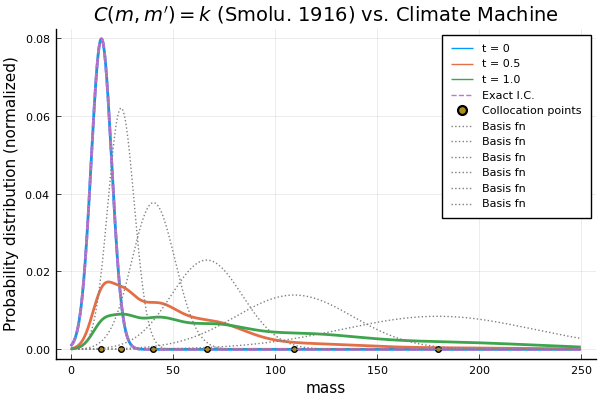 C(m, m′) = k (Smolu. 1916) vs. Climate Machine
Probability distribution (normalized)
0.08
0.06
0.04
0.02
0.00
t = 0
t = 0.5
t = 1.0
Exact I.C.
Collocation points
Basis fn
Basis fn
Basis fn
Basis fn
Basis fn
Basis fn
0 50 100 150 200 250
mass